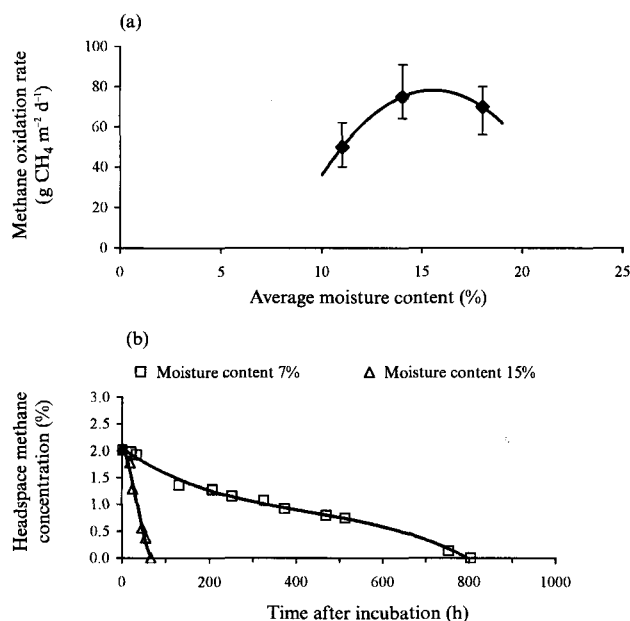 (a)
Methane oxidation rate
(g CH₄ m⁻² d⁻¹)
100
80
60
40
20
0
0 5 10 15 20 25
Average moisture content (%)
(b)
Moisture content 7% Moisture content 15%
Headspace methane
concentration (%)
3.0
2.5
2.0
1.5
1.0
0.5
0.0
0 200 400 600 800 1000
Time after incubation (h)